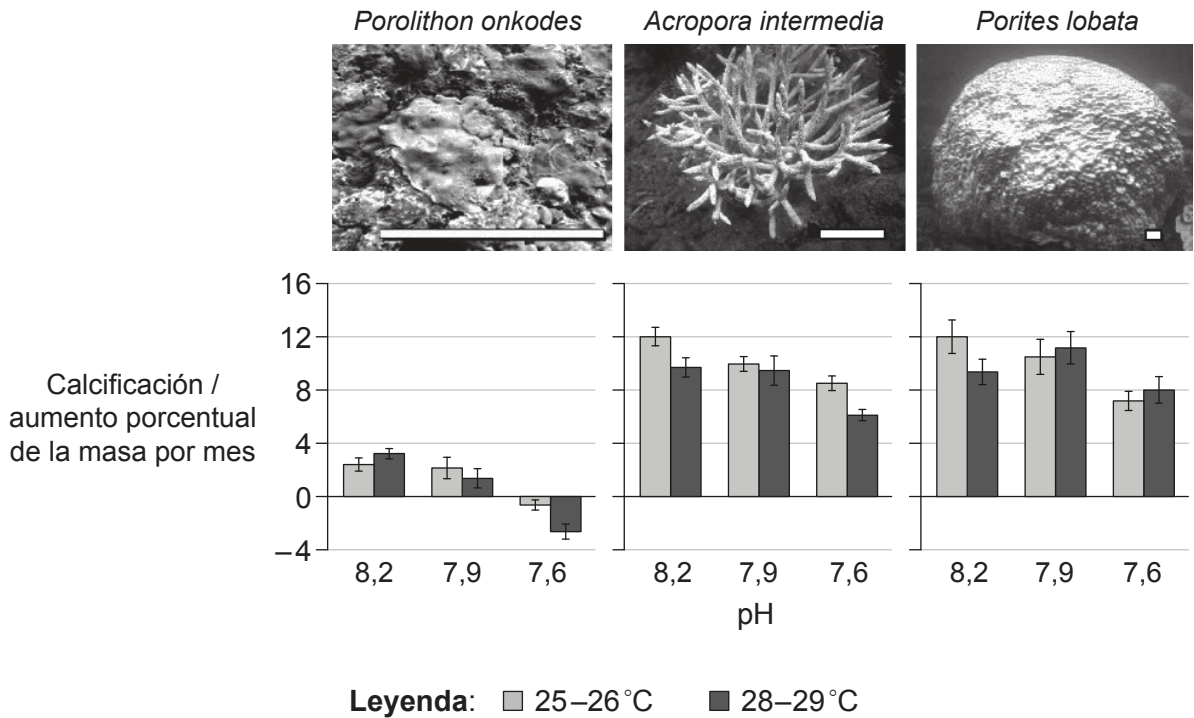 Porolithon onkodes Acropora intermedia Porites lobata
16
12
8
4
0
−4
Calcificación /
aumento porcentual
de la masa por mes
8,2 7,9 7,6 8,2 7,9 7,6 8,2 7,9 7,6
pH
Leyenda: 25–26 °C 28–29 °C